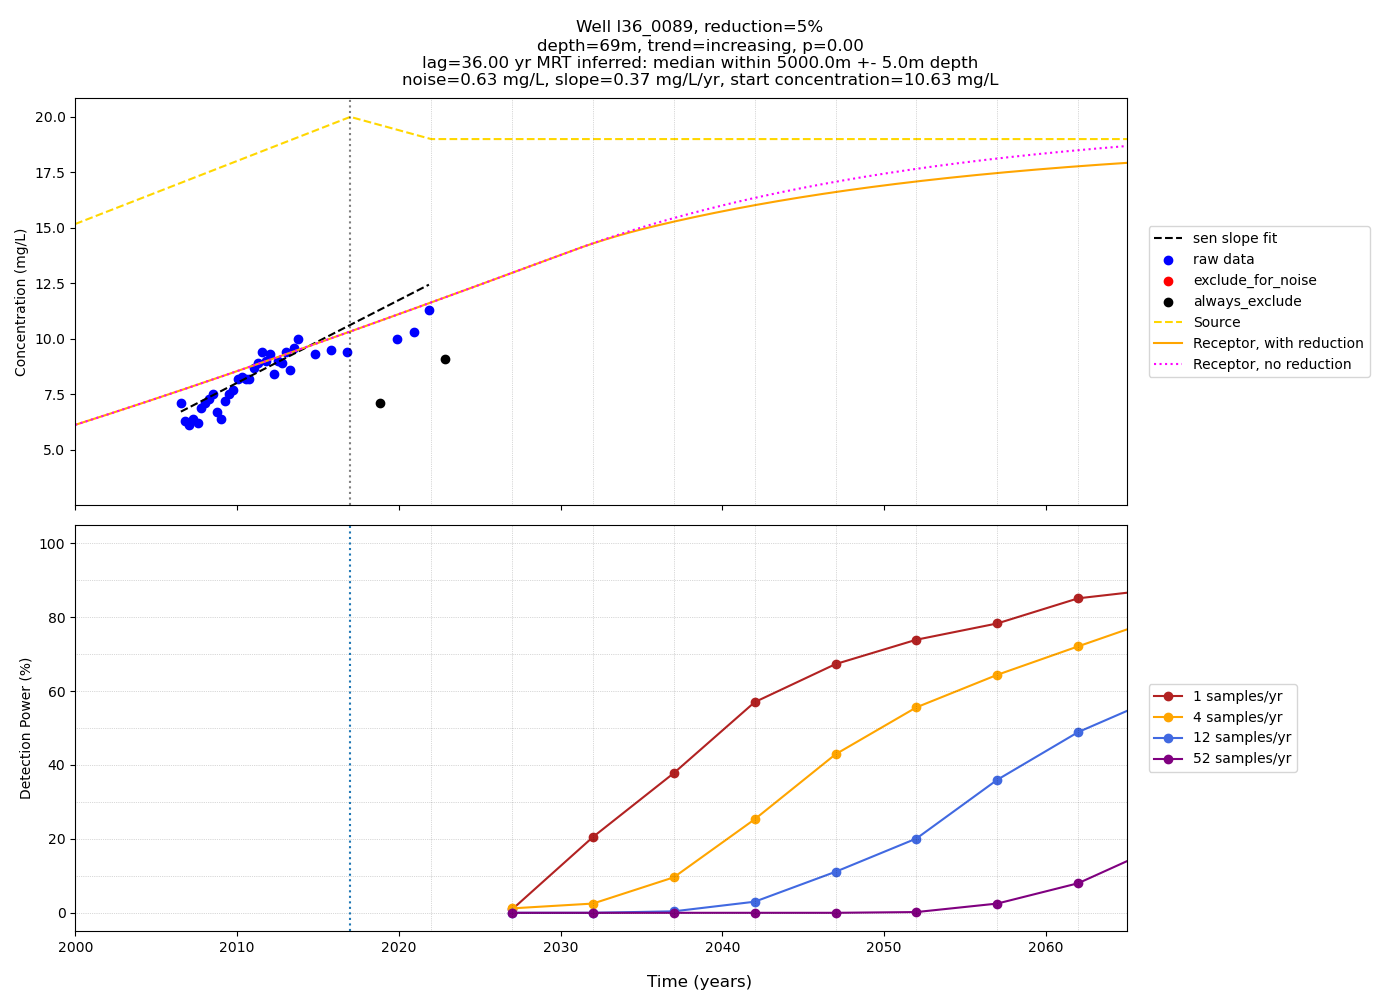 Well I36_0089, reduction=5%
depth=69m, trend=increasing, p=0.00
lag=36.00 yr MRT inferred: median within 5000.0m +- 5.0m depth
noise=0.63 mg/L, slope=0.37 mg/L/yr, start concentration=10.63 mg/L
Concentration (mg/L)
20.0
17.5
15.0
12.5
10.0
7.5
5.0
sen slope fit
raw data
exclude_for_noise
always_exclude
Source
Receptor, with reduction
Receptor, no reduction
Detection Power (%)
100
80
60
40
20
0
1 samples/yr
4 samples/yr
12 samples/yr
52 samples/yr
2000 2010 2020 2030 2040 2050 2060
Time (years)